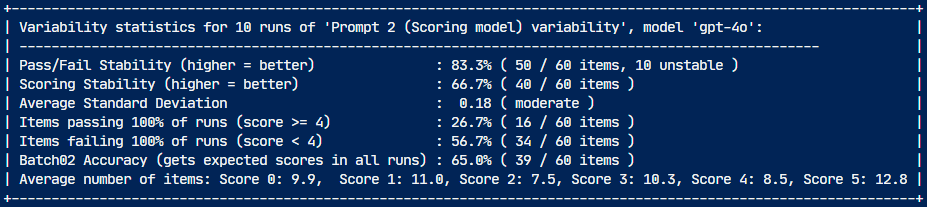 +-----------------------------------------------------------------------------------------------------------------+
| Variability statistics for 10 runs of 'Prompt 2 (Scoring model) variability', model 'gpt-4o': |
| ---------------------------------------------------------------------------------------------------- |
| Pass/Fail Stability (higher = better) : 83.3% ( 50 / 60 items, 10 unstable ) |
| Scoring Stability (higher = better) : 66.7% ( 40 / 60 items ) |
| Average Standard Deviation : 0.18 ( moderate ) |
| Items passing 100% of runs (score >= 4) : 26.7% ( 16 / 60 items ) |
| Items failing 100% of runs (score < 4) : 56.7% ( 34 / 60 items ) |
| Batch02 Accuracy (gets expected scores in all runs) : 65.0% ( 39 / 60 items ) |
| Average number of items: Score 0: 9.9, Score 1: 11.0, Score 2: 7.5, Score 3: 10.3, Score 4: 8.5, Score 5: 12.8 |
+-----------------------------------------------------------------------------------------------------------------+